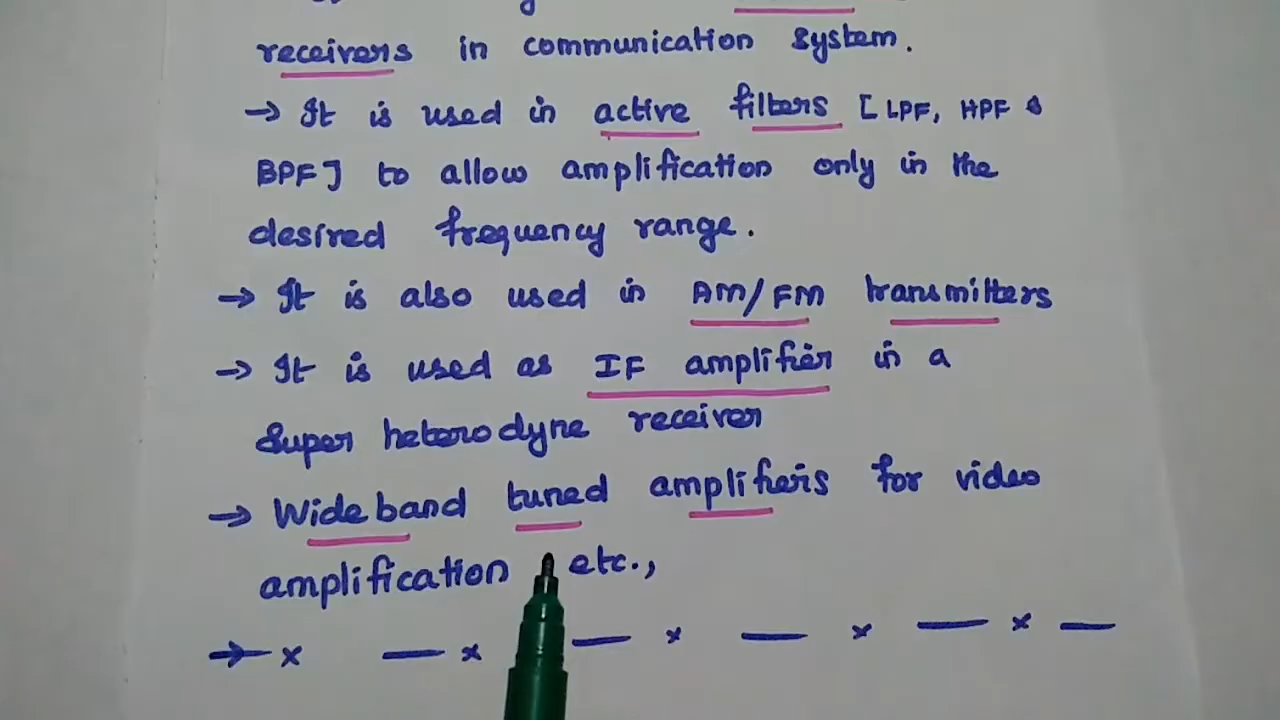 receivers in communication system.
→ It is used in active filters [LPF, HPF &
BPF] to allow amplification only in the
desired frequency range.
→ It is also used in AM/FM transmitters
→ It is used as IF amplifier in a
Super heterodyne receiver
→ Wideband tuned amplifiers for video
amplification etc.,
→ x — x — x — x — x —